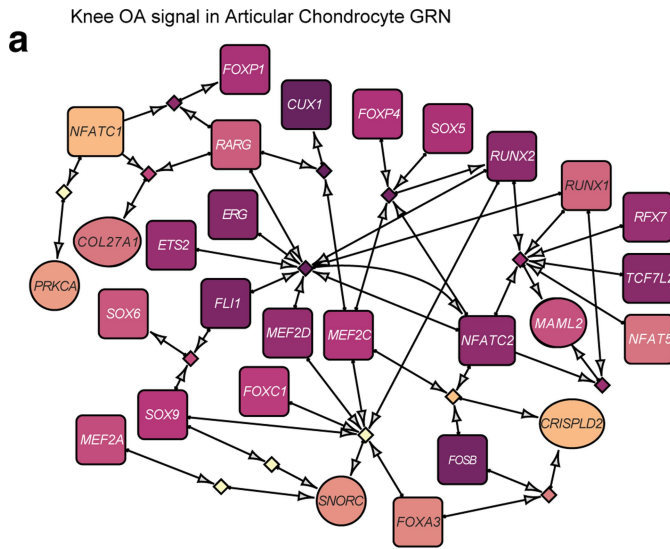 Knee OA signal in Articular Chondrocyte GRN
a
FOXP1
CUX1
FOXP4
SOX5
NFATC1
RARG
RUNX2
RUNX1
ERG
RFX7
COL27A1
ETS2
TCF7L2
PRKCA
FLI1
SOX6
MEF2D
MEF2C
NFATC2
MAML2
NFAT5
FOXC1
SOX9
CRISPLD2
MEF2A
FOSB
SNORC
FOXA3